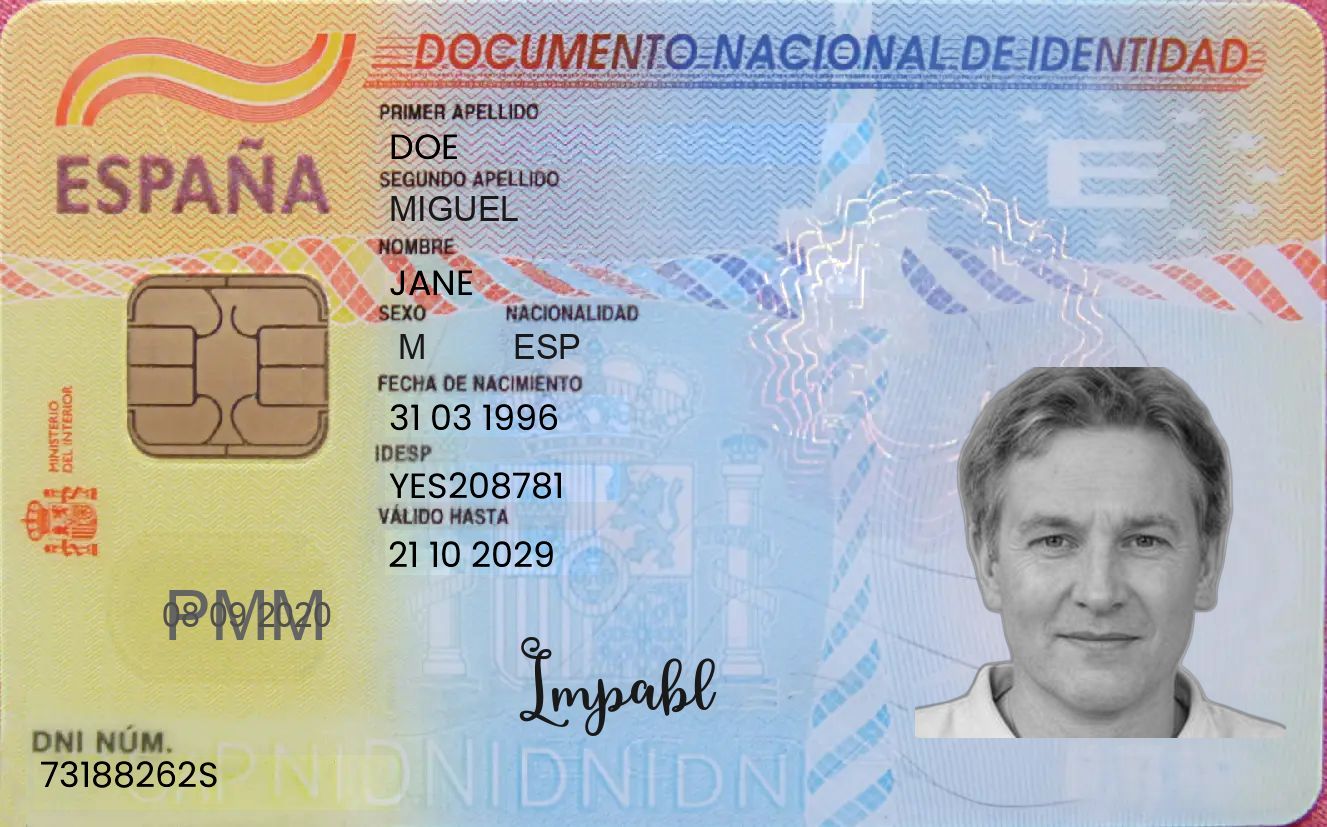 DOCUMENTO NACIONAL DE IDENTIDAD
ESPAÑA
PRIMER APELLIDO
DOE
SEGUNDO APELLIDO
MIGUEL
NOMBRE
JANE
SEXO NACIONALIDAD
M ESP
FECHA DE NACIMIENTO
31 03 1996
IDESP
YES208781
VÁLIDO HASTA
21 10 2029
MINISTERIO
DEL INTERIOR
E
PMM
08 09 2020
Impabl
DNI NÚM.
73188262S
DNIDNIDNIDNI